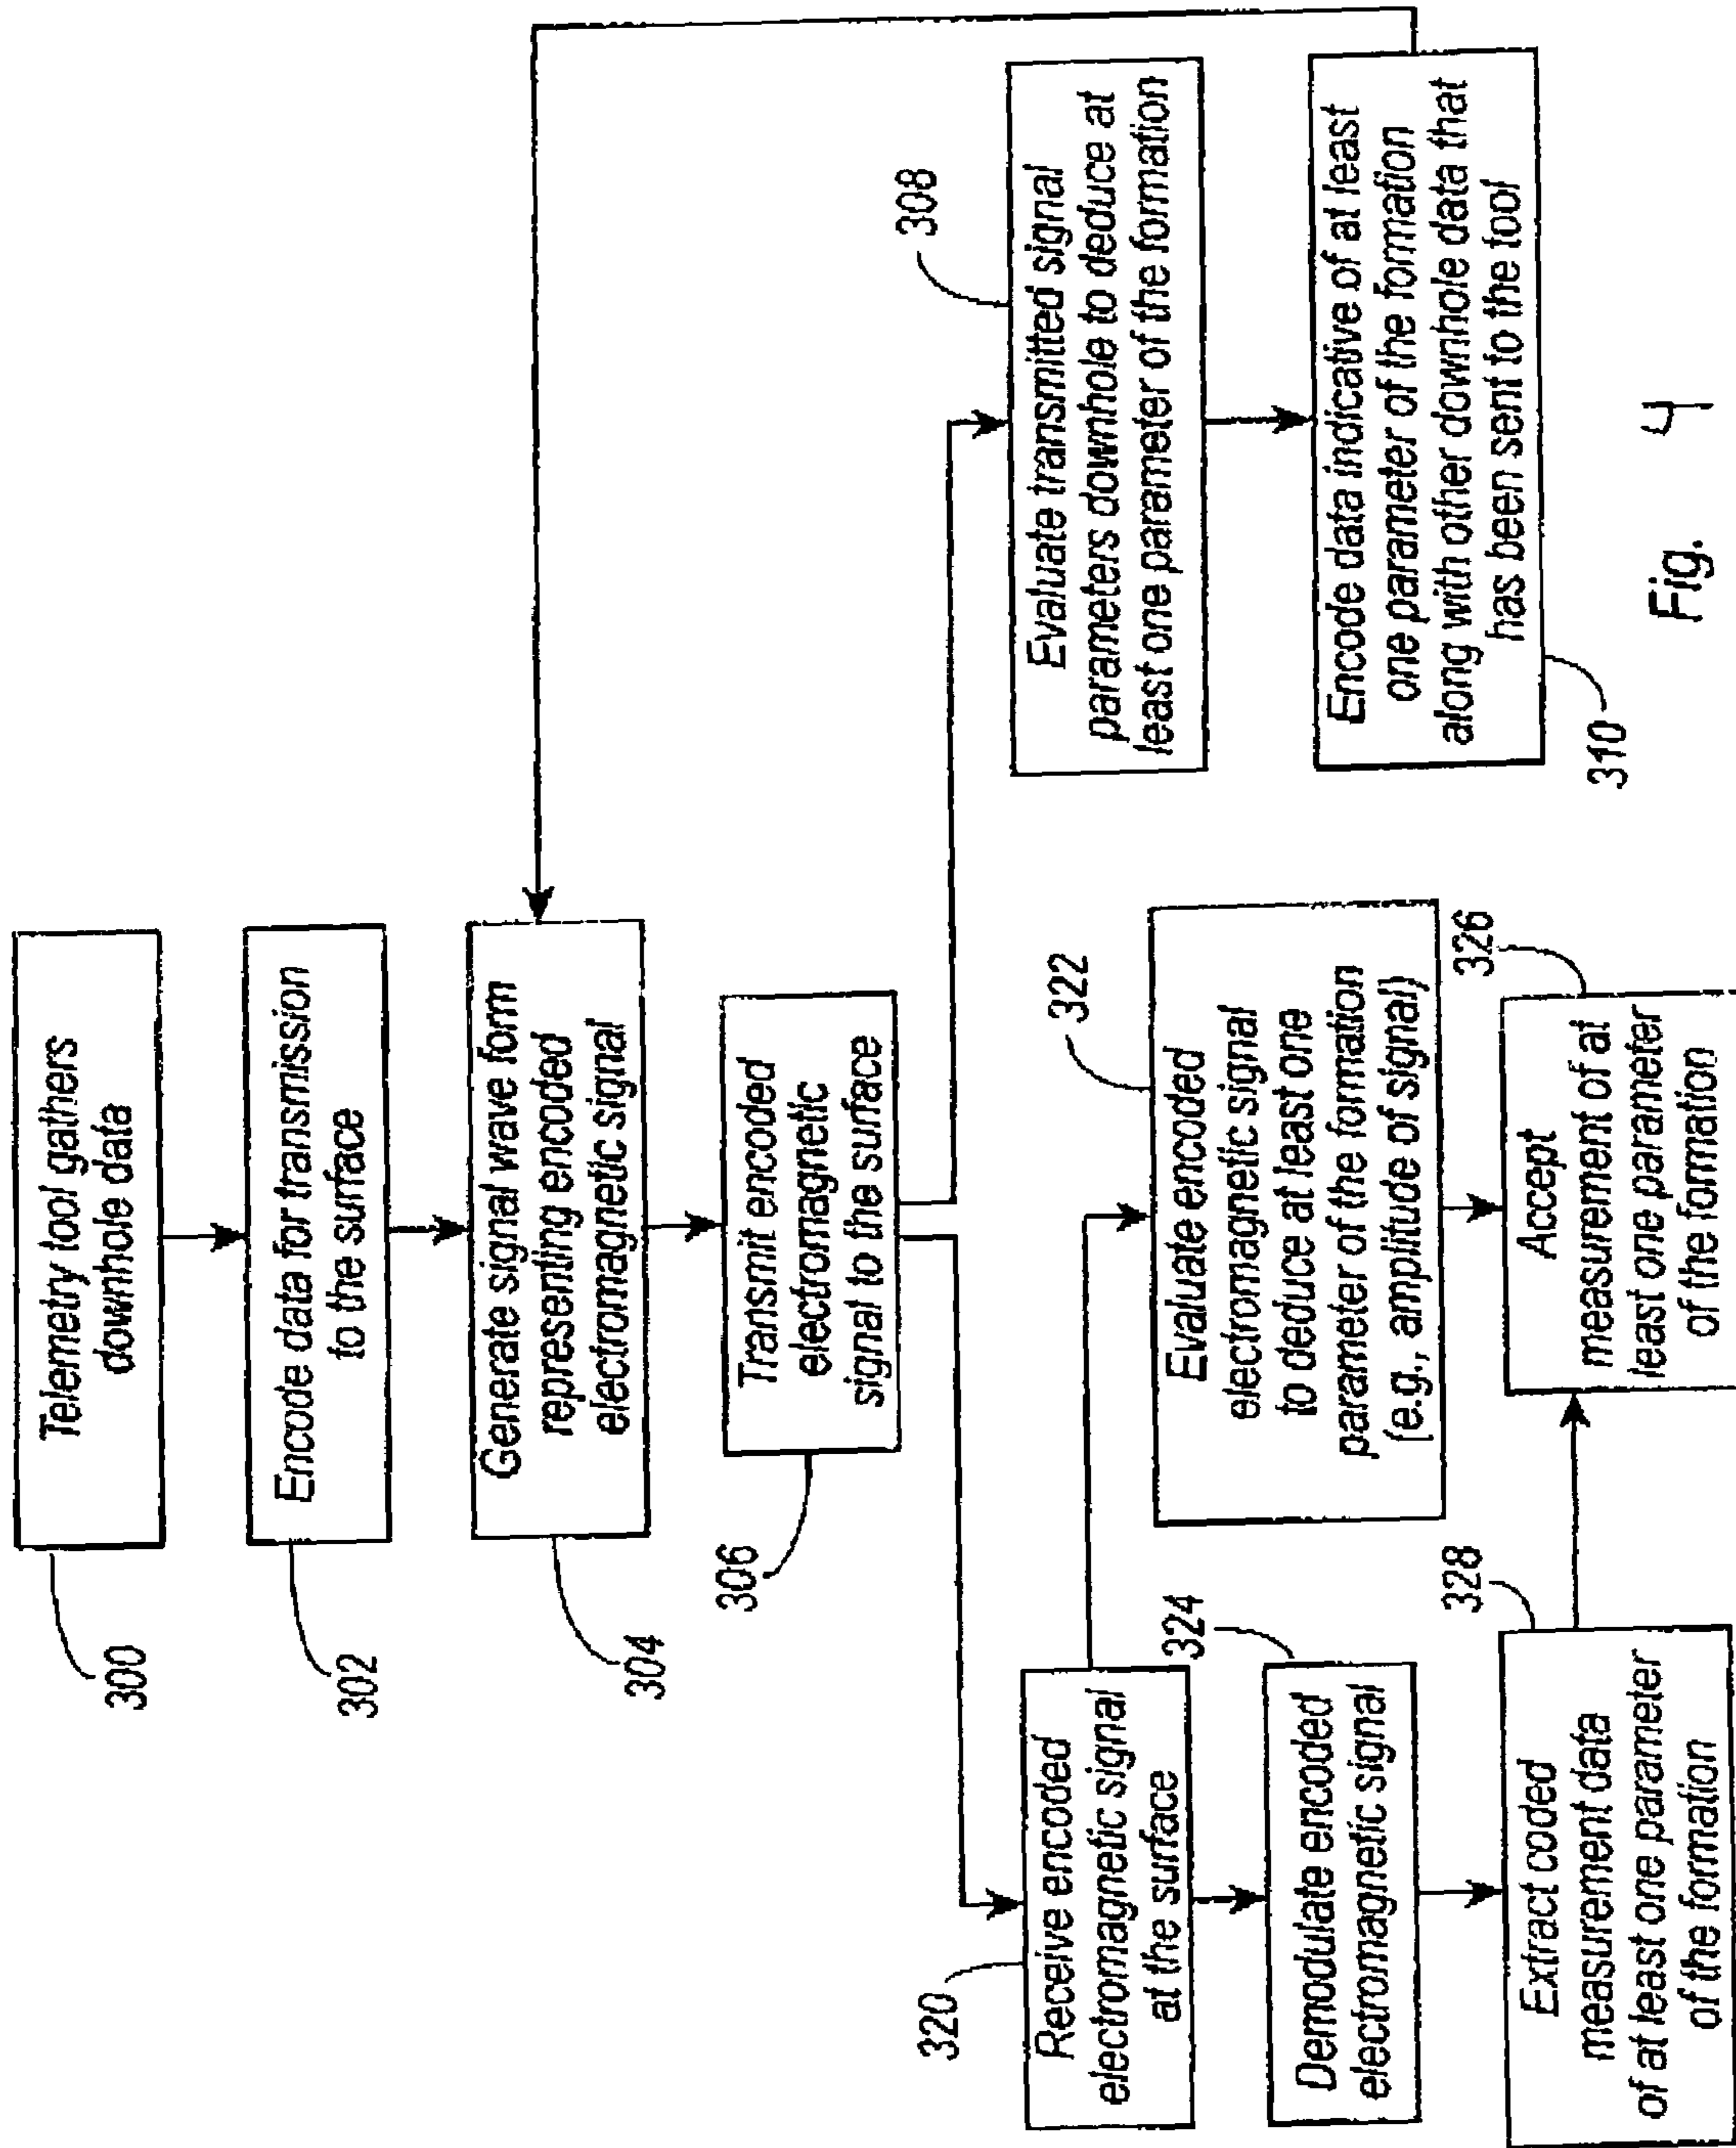 300
Telemetry tool gathers
downhole data
302
Encode data for transmission
to the surface
304
Generate signal wave form
representing encoded
electromagnetic signal
306
Transmit encoded
electromagnetic
signal to the surface
308
Evaluate transmitted signal
parameters downhole to deduce at
least one parameter of the formation
310
Encode data indicative of at least
one parameter of the formation
along with other downhole data that
has been sent to the tool
320
Receive encoded
electromagnetic signal
at the surface
322
Evaluate encoded
electromagnetic signal
to deduce at least one
parameter of the formation
(e.g., amplitude of signal)
324
Demodulate encoded
electromagnetic signal
326
Accept
measurement of at
least one parameter
of the formation
328
Extract coded
measurement data
of at least one parameter
of the formation
Fig. 4